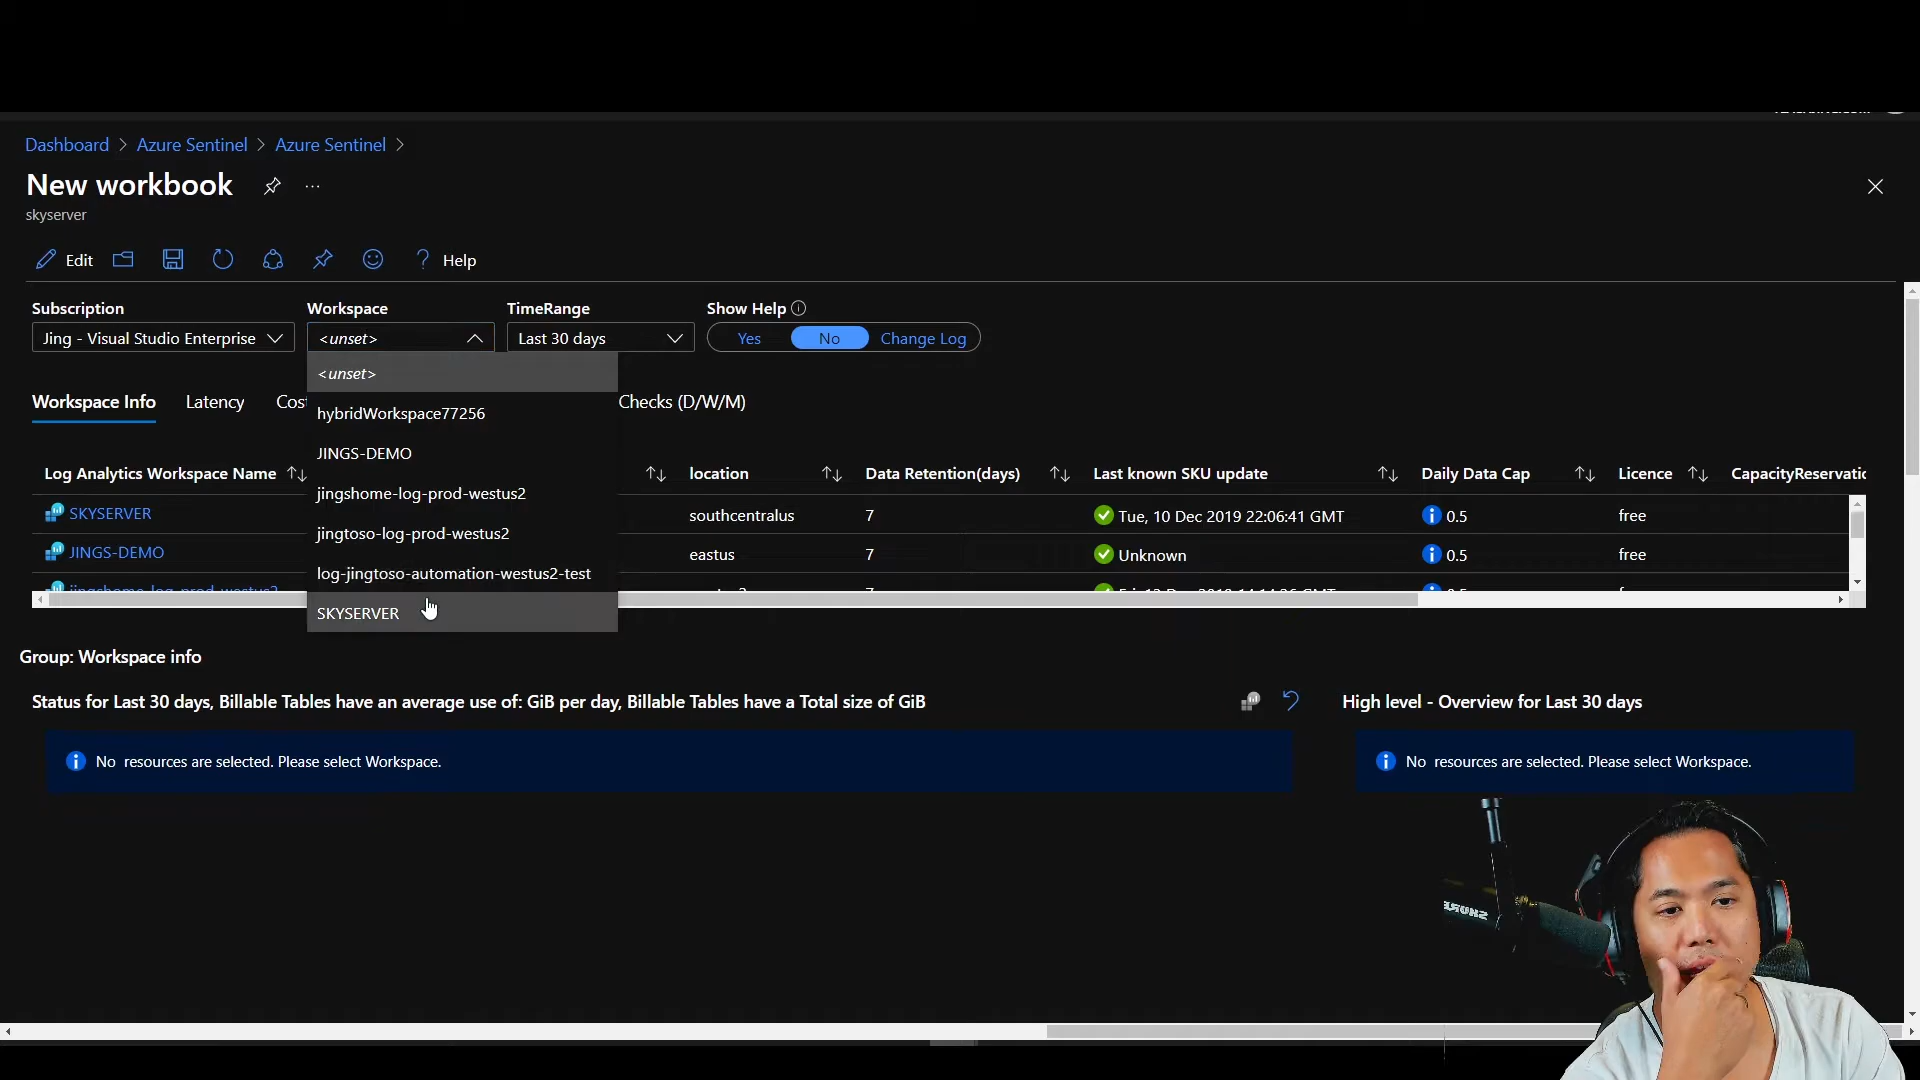 Dashboard > Azure Sentinel > Azure Sentinel >
New workbook
skyserver
Edit
Help
Subscription
Workspace
TimeRange
Show Help
Jing - Visual Studio Enterprise
<unset>
Last 30 days
Yes
No
Change Log
<unset>
hybridWorkspace77256
JINGS-DEMO
jingshome-log-prod-westus2
jingtoso-log-prod-westus2
log-jingtoso-automation-westus2-test
SKYSERVER
Workspace Info
Latency
Checks (D/W/M)
Log Analytics Workspace Name
location
Data Retention(days)
Last known SKU update
Daily Data Cap
Licence
SKYSERVER
southcentralus
7
Tue, 10 Dec 2019 22:06:41 GMT
0.5
free
JINGS-DEMO
eastus
7
Unknown
0.5
free
Group: Workspace info
Status for Last 30 days, Billable Tables have an average use of: GiB per day, Billable Tables have a Total size of GiB
High level - Overview for Last 30 days
No resources are selected. Please select Workspace.
No resources are selected. Please select Workspace.
SHURE